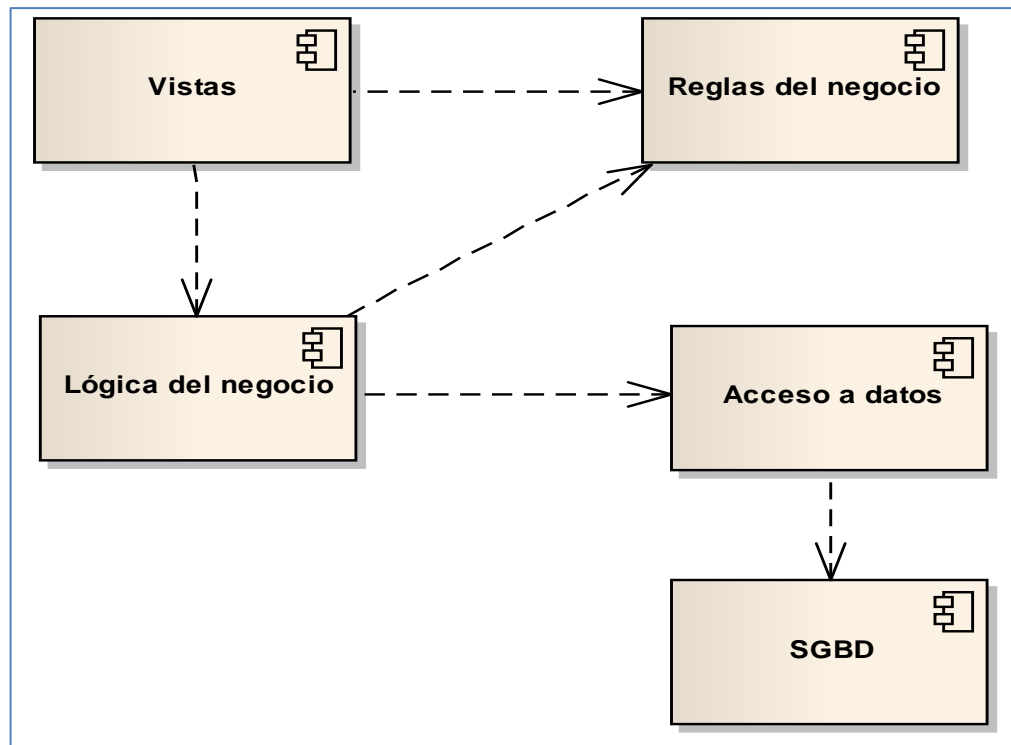 Vistas
Reglas del negocio
Lógica del negocio
Acceso a datos
SGBD